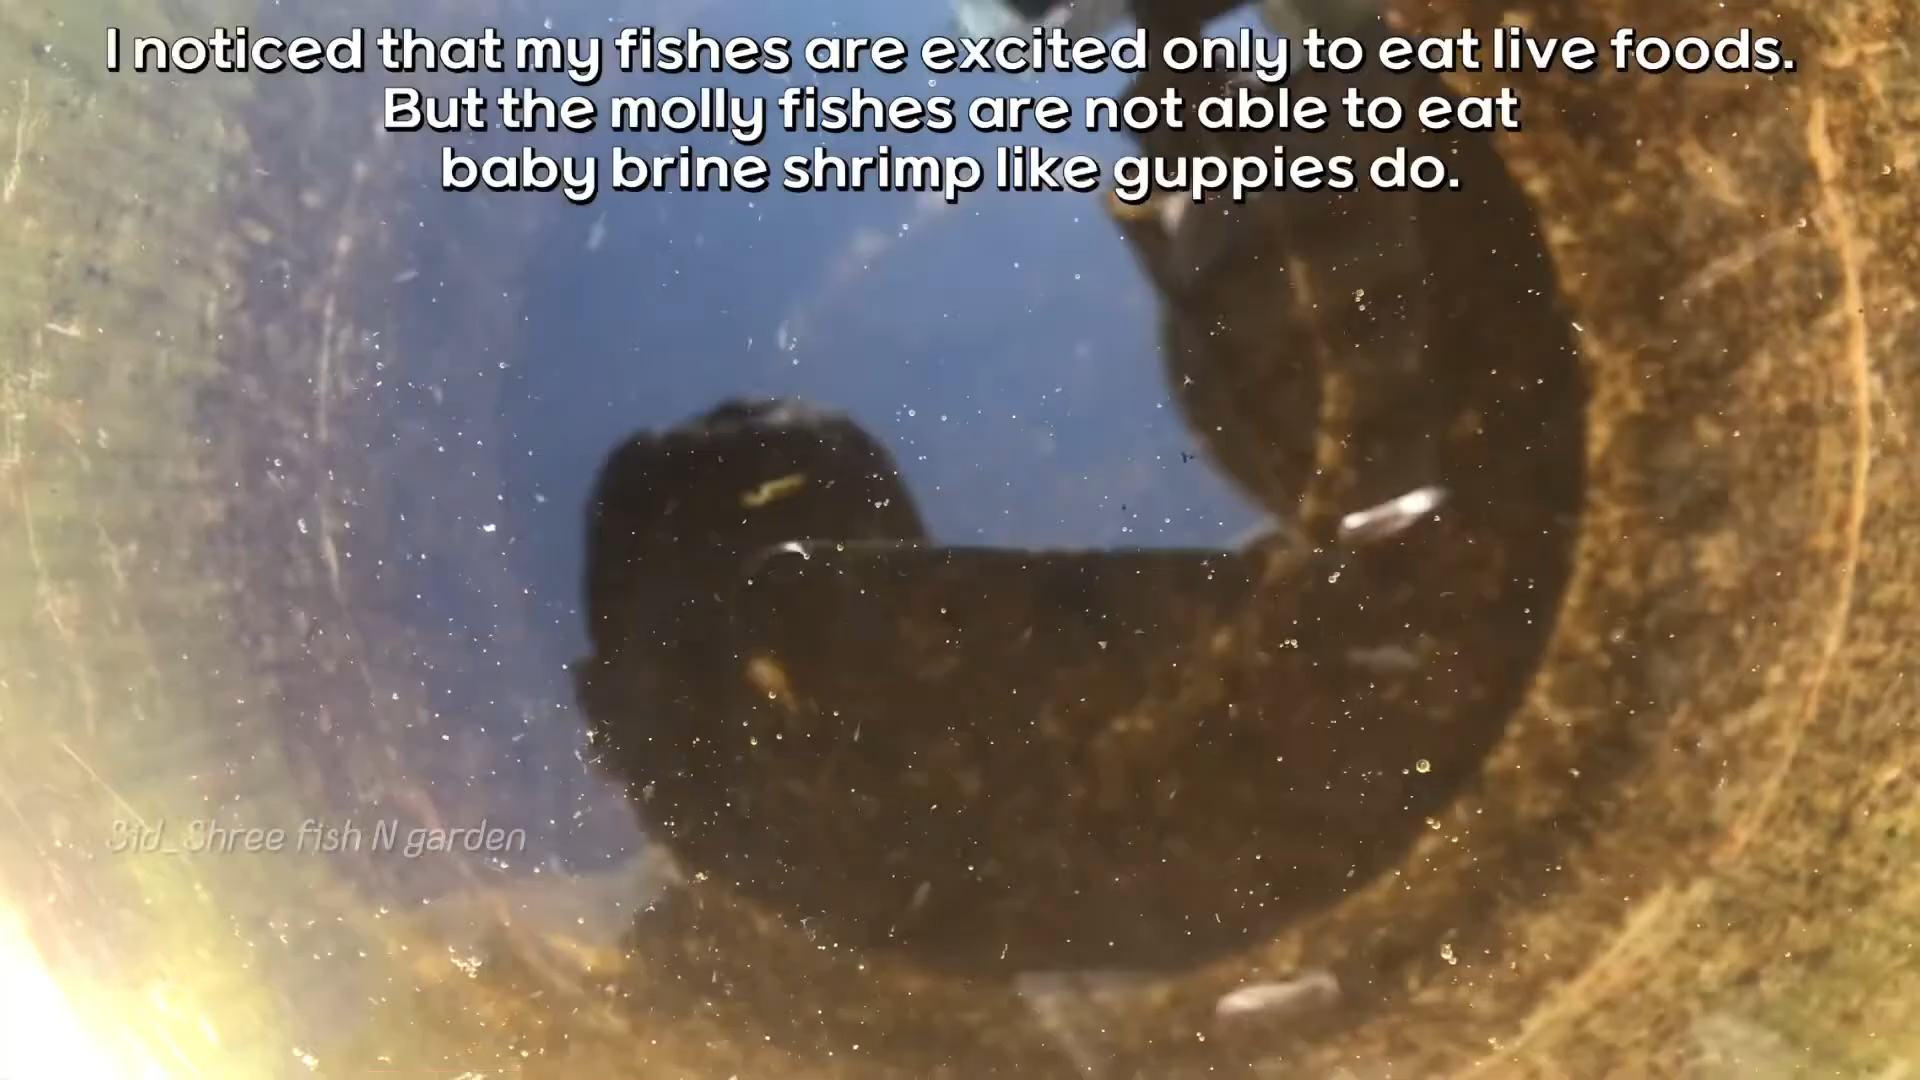 I noticed that my fishes are excited only to eat live foods.
But the molly fishes are not able to eat
baby brine shrimp like guppies do.
Sid_Shree fish N garden